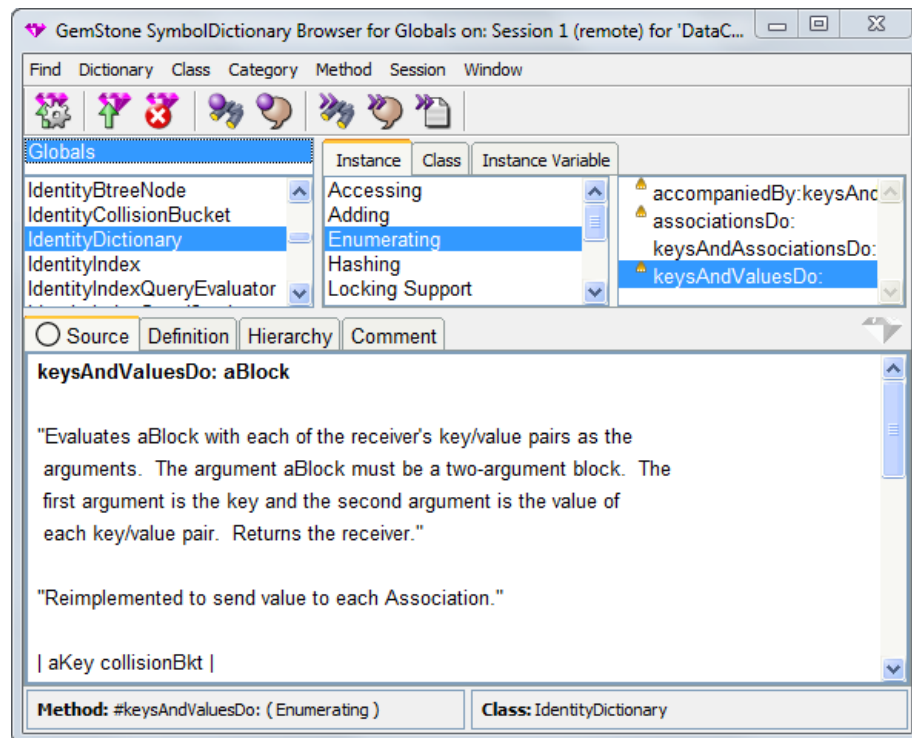 GemStone SymbolDictionary Browser for Globals on: Session 1 (remote) for 'DataC...
Find Dictionary Class Category Method Session Window
Globals
IdentityBtreeNode
IdentityCollisionBucket
IdentityDictionary
IdentityIndex
IdentityIndexQueryEvaluator
Instance Class Instance Variable
Accessing
Adding
Enumerating
Hashing
Locking Support
accompaniedBy:keysAnd
associationsDo:
keysAndAssociationsDo:
keysAndValuesDo:
Source Definition Hierarchy Comment
keysAndValuesDo: aBlock
"Evaluates aBlock with each of the receiver's key/value pairs as the
arguments. The argument aBlock must be a two-argument block. The
first argument is the key and the second argument is the value of
each key/value pair. Returns the receiver."
"Reimplemented to send value to each Association."
| aKey collisionBkt |
Method: #keysAndValuesDo: ( Enumerating )
Class: IdentityDictionary